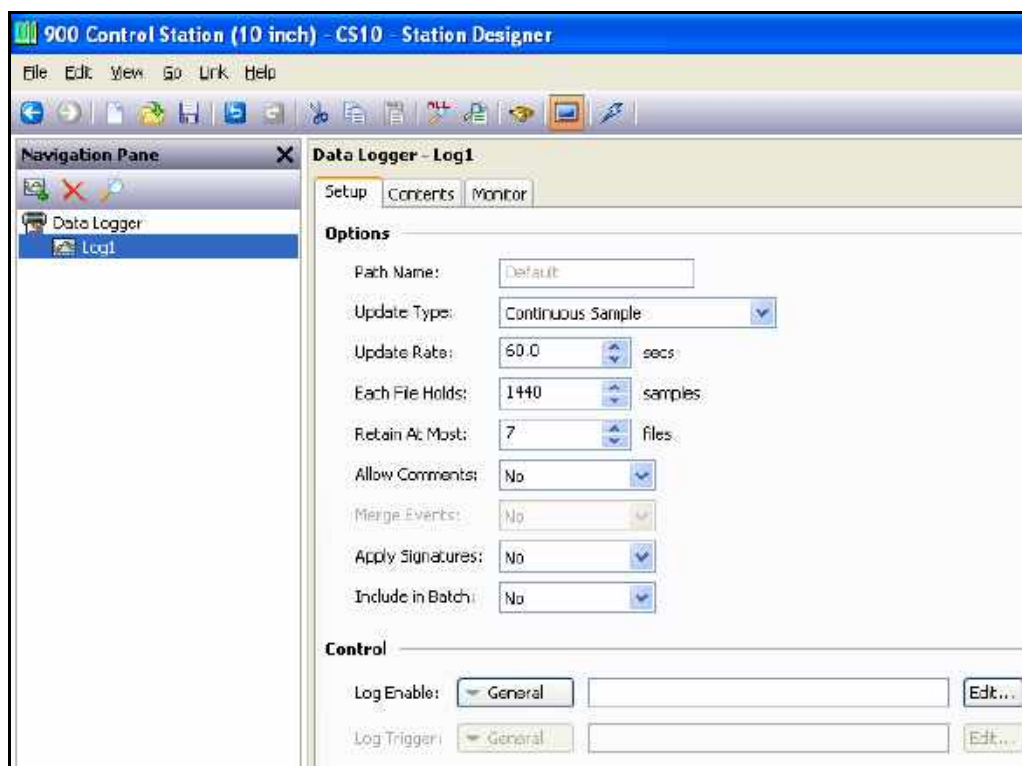 900 Control Station (10 inch) - CS10 - Station Designer
File Edit View Go Link Help
Navigation Pane
Data Logger
Log1
Data Logger - Log1
Setup Contents Monitor
Options
Path Name: Default
Update Type: Continuous Sample
Update Rate: 60.0 secs
Each File Holds: 1440 samples
Retain At Most: 7 files
Allow Comments: No
Merge Events: No
Apply Signatures: No
Include in Batch: No
Control
Log Enable: General Edit...
Log Trigger: General Edit...